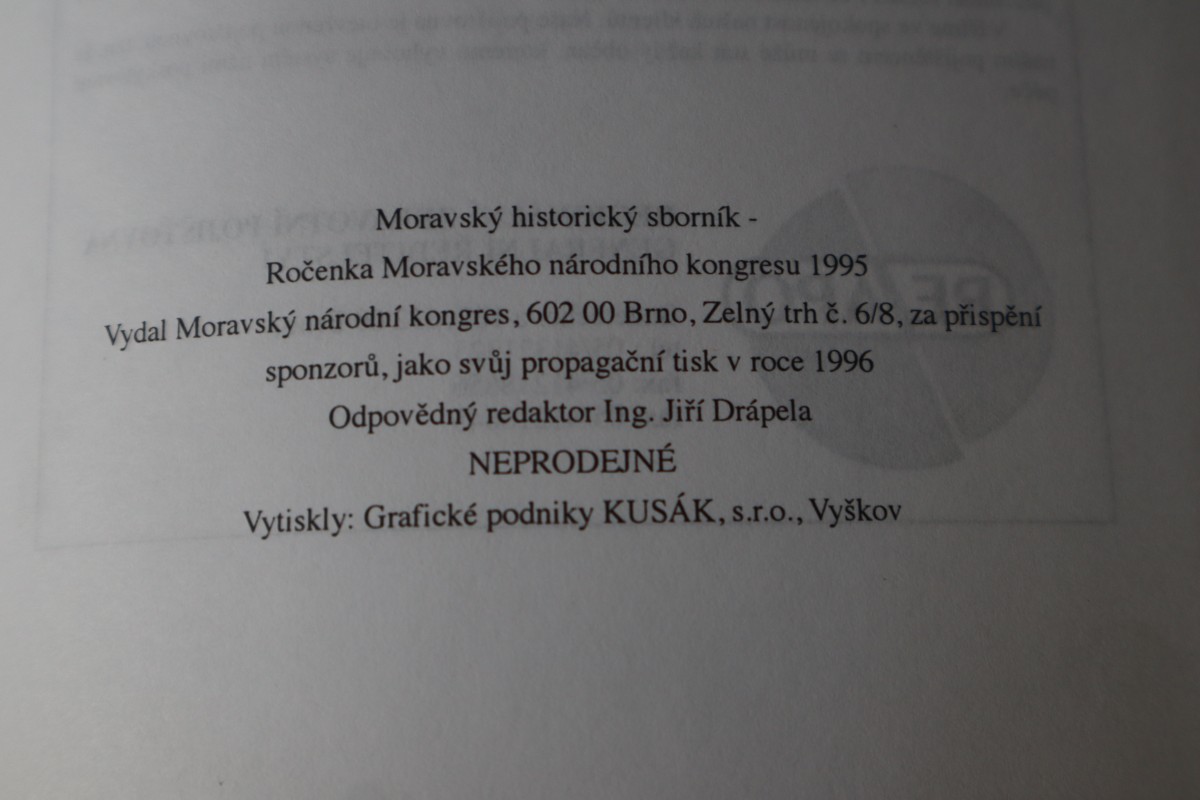 Moravský historický sborník -
Ročenka Moravského národního kongresu 1995
Vydal Moravský národní kongres, 602 00 Brno, Zelný trh č. 6/8, za přispění
sponzorů, jako svůj propagační tisk v roce 1996
Odpovědný redaktor Ing. Jiří Drápela
NEPRODEJNÉ
Vytiskly: Grafické podniky KUSÁK, s.r.o., Vyškov